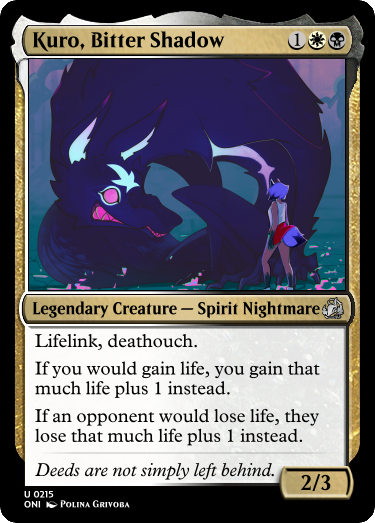 Kuro, Bitter Shadow 1
Legendary Creature — Spirit Nightmare
Lifelink, deathouch.
If you would gain life, you gain that
much life plus 1 instead.
If an opponent would lose life, they
lose that much life plus 1 instead.
Deeds are not simply left behind.
2/3
U 0215
ONI Polina Grivoba